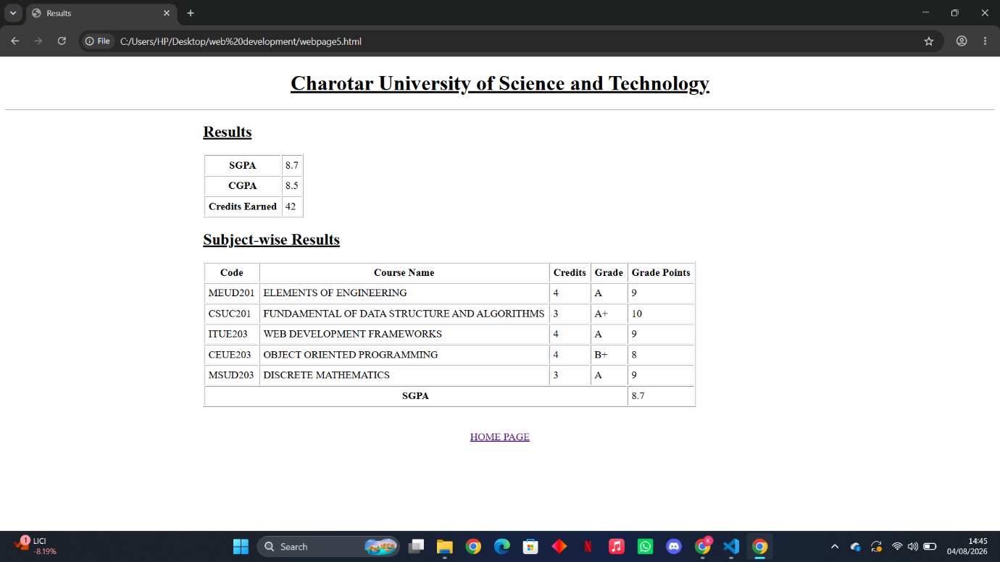 Results
File C:/Users/HP/Desktop/web%20development/webpage5.html
Charotar University of Science and Technology
Results
SGPA 8.7
CGPA 8.5
Credits Earned 42
Subject-wise Results
Code Course Name Credits Grade Grade Points
MEUD201 ELEMENTS OF ENGINEERING 4 A 9
CSUC201 FUNDAMENTAL OF DATA STRUCTURE AND ALGORITHMS 3 A+ 10
ITUE203 WEB DEVELOPMENT FRAMEWORKS 4 A 9
CEUE203 OBJECT ORIENTED PROGRAMMING 4 B+ 8
MSUD203 DISCRETE MATHEMATICS 3 A 9
SGPA 8.7
HOME PAGE
1 LICI
-8.19%
Search
K
14:45
04/08/2026